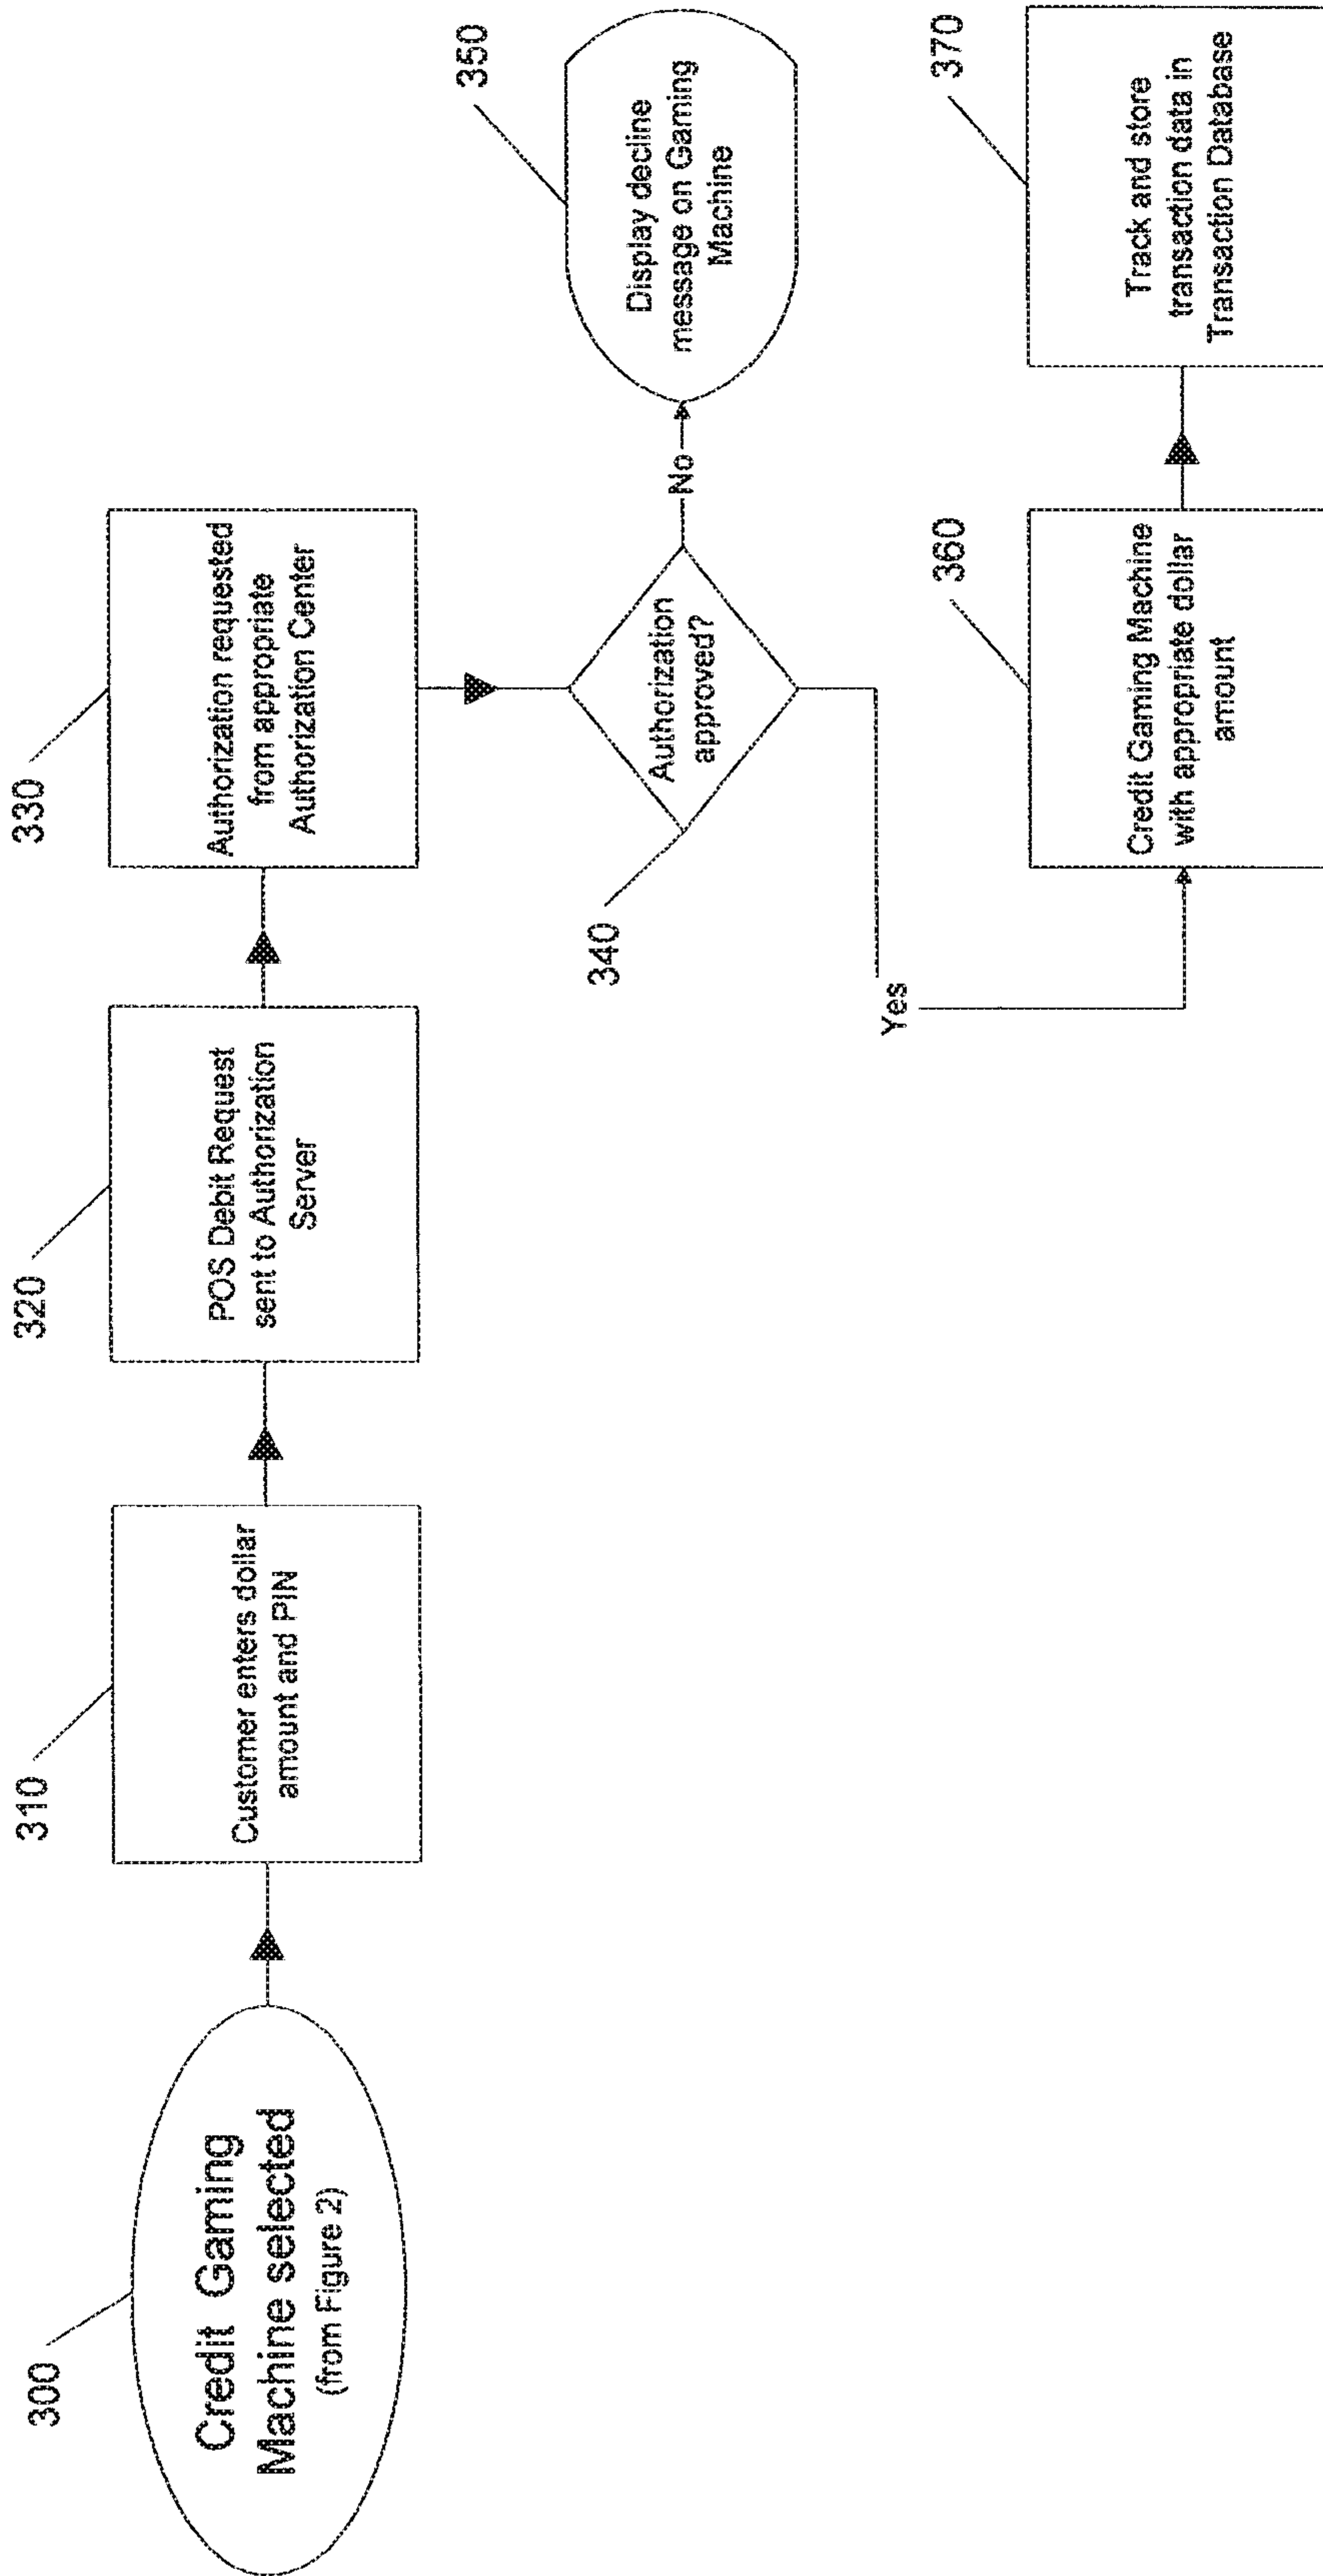 300
Credit Gaming
Machine selected
(from Figure 2)
310
Customer enters dollar
amount and PIN
320
POS Debit Request
sent to Authorization
Server
330
Authorization requested
from appropriate
Authorization Center
340
Authorization
approved?
No
350
Display decline
message on Gaming
Machine
Yes
360
Credit Gaming Machine
with appropriate dollar
amount
370
Track and store
transaction data in
Transaction Database